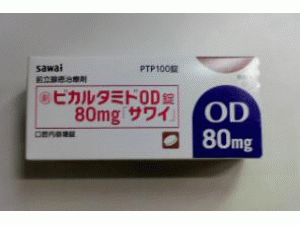 sawai
PTP100錠
前立腺癌治療剤
劇 ビカルタミドOD錠
80mg「サワイ」
口腔内崩壊錠
OD
80mg